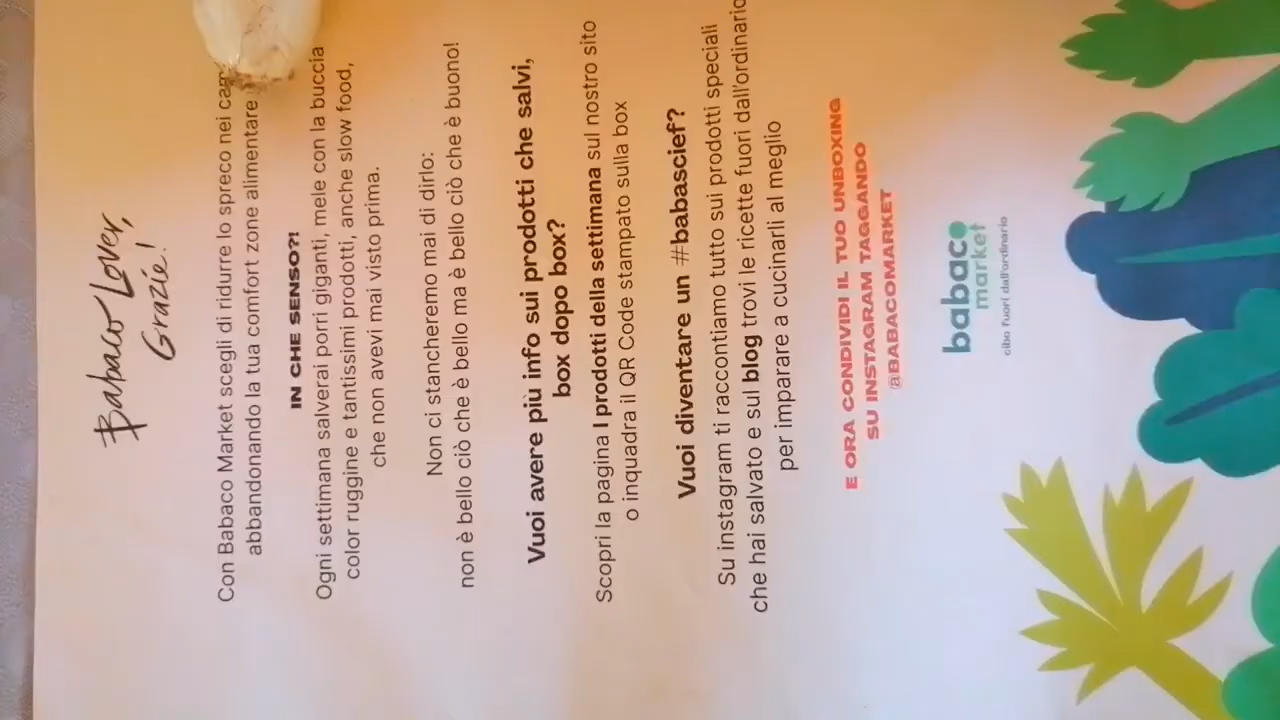 Babaco Lover,
Grazie!
Con Babaco Market scegli di ridurre lo spreco nei
abbandonando la tua comfort zone alimentare
IN CHE SENSO?!
Ogni settimana salverai porri giganti, mele con la buccia
color ruggine e tantissimi prodotti, anche slow food,
che non avevi mai visto prima.
Non ci stancheremo mai di dirlo:
non è bello ciò che è bello ma è bello ciò che è buono!
Vuoi avere più info sui prodotti che salvi,
box dopo box?
Scopri la pagina I prodotti della settimana sul nostro sito
o inquadra il QR Code stampato sulla box
Vuoi diventare un #babascief?
Su instagram ti raccontiamo tutto sui prodotti speciali
che hai salvato e sul blog trovi le ricette fuori dall'ordinario
per imparare a cucinarli al meglio
E ORA CONDIVIDI IL TUO UNBOXING
SU INSTAGRAM TAGGANDO
@BABACOMARKET
babaco
market
cibo fuori dall'ordinario